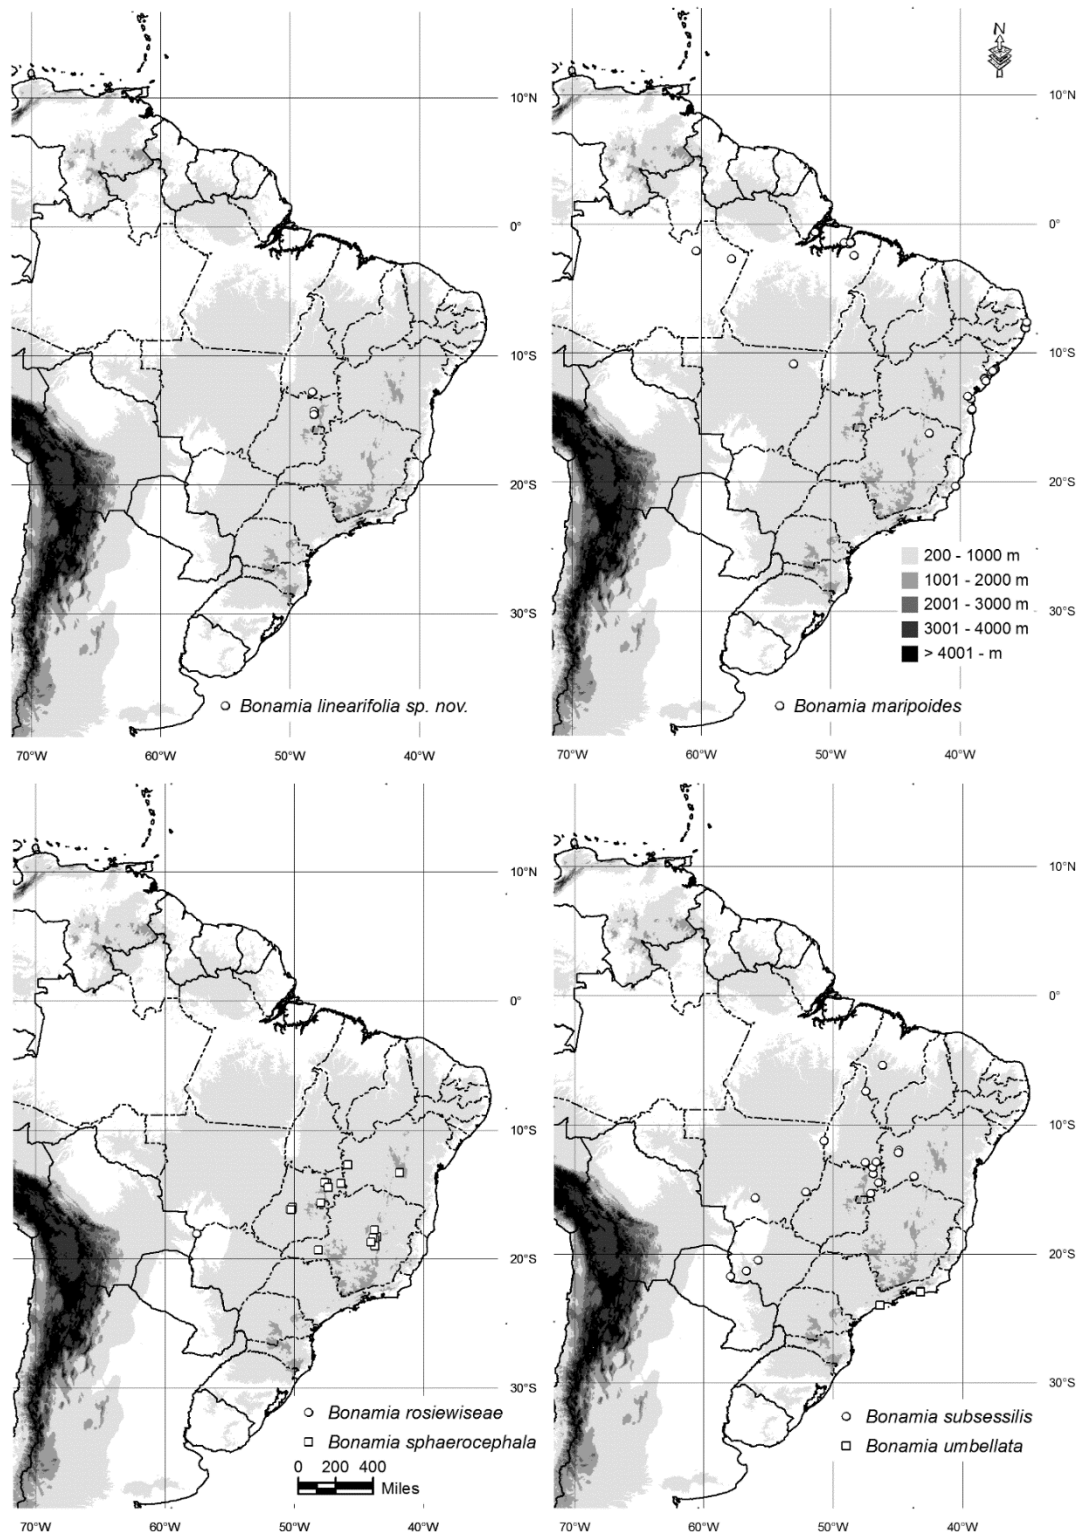 N
10°N
0°
10°S
20°S
30°S
Bonamia linearifolia sp. nov.
70°W 60°W 50°W 40°W
10°N
0°
10°S
20°S
200 - 1000 m
1001 - 2000 m
2001 - 3000 m
3001 - 4000 m
> 4001 - m
30°S
Bonamia maripoides
70°W 60°W 50°W 40°W
10°N
0°
10°S
20°S
30°S
Bonamia rosiewiseae
Bonamia sphaerocephala
0 200 400
Miles
70°W 60°W 50°W 40°W
10°N
0°
10°S
20°S
30°S
Bonamia subsessilis
Bonamia umbellata
70°W 60°W 50°W 40°W